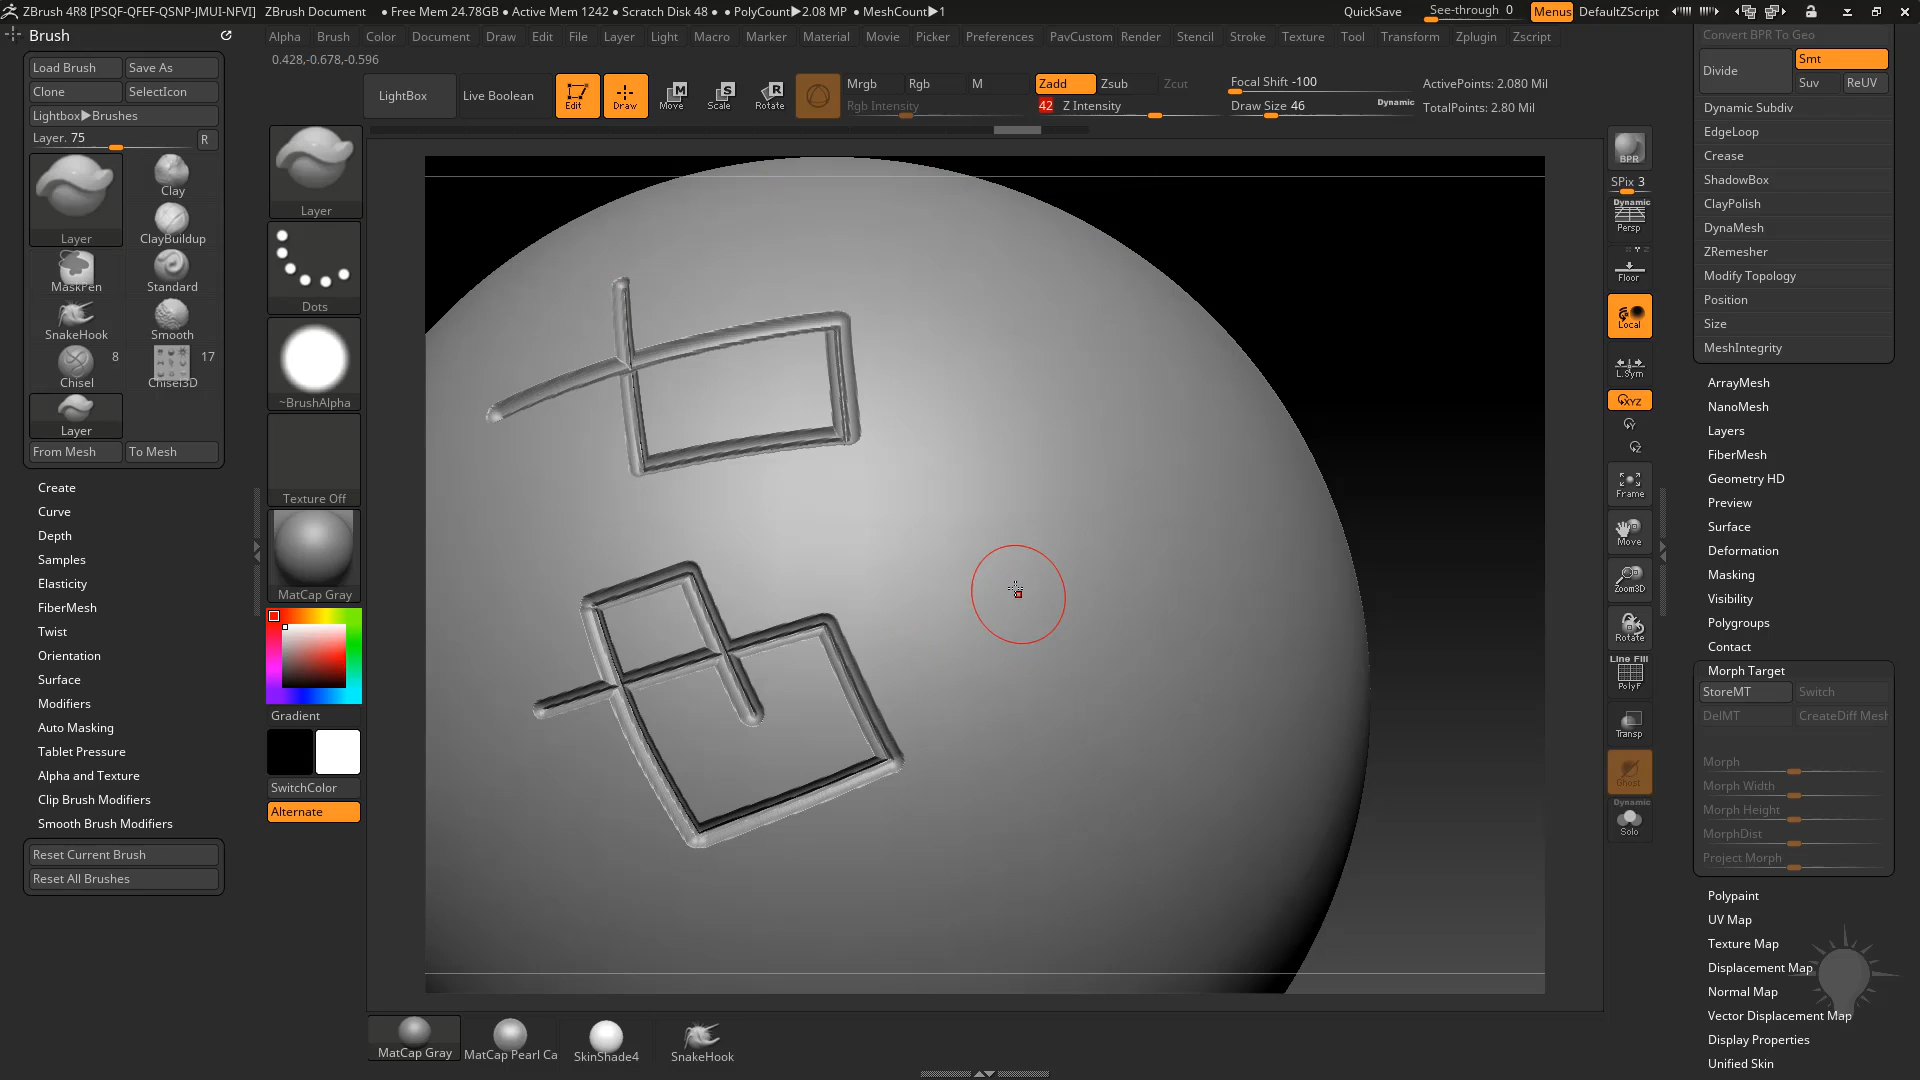 ZBrush 4R8 [PSQF-QFEF-QSNP-JMUI-NFVI] ZBrush Document • Free Mem 24.78GB • Active Mem 1242 • Scratch Disk 48 • • PolyCount▶2.08 MP • MeshCount▶1 QuickSave See-through 0 Menus DefaultZScript
Brush
Alpha Brush Color Document Draw Edit File Layer Light Macro Marker Material Movie Picker Preferences PavCustom Render Stencil Stroke Texture Tool Transform Zplugin Zscript
0.428,-0.678,-0.596
Load Brush Save As
Clone SelectIcon
Lightbox▶Brushes
Layer. 75 R
Layer
Clay
ClayBuildup
MaskPen Standard
SnakeHook Smooth
8 17
Chisel Chisel3D
Layer
From Mesh To Mesh
Create
Curve
Depth
Samples
Elasticity
FiberMesh
Twist
Orientation
Surface
Modifiers
Auto Masking
Tablet Pressure
Alpha and Texture
Clip Brush Modifiers
Smooth Brush Modifiers
Reset Current Brush
Reset All Brushes
Layer
Dots
~BrushAlpha
Texture Off
MatCap Gray
Gradient
SwitchColor
Alternate
LightBox Live Boolean Edit Draw Move Scale Rotate
M S R
Mrgb Rgb M
Rgb Intensity
Zadd Zsub Zcut
42 Z Intensity
Focal Shift -100
Draw Size 46 Dynamic
ActivePoints: 2.080 Mil
TotalPoints: 2.80 Mil
BPR
SPix 3
Dynamic
Persp
Floor
Local
L.Sym
XYZ
Y
Z
Frame
Move
Zoom3D
Rotate
Line Fill
PolyF
Transp
Ghost
Dynamic
Solo
Convert BPR To Geo
Divide Smt
Suv ReUV
Dynamic Subdiv
EdgeLoop
Crease
ShadowBox
ClayPolish
DynaMesh
ZRemesher
Modify Topology
Position
Size
MeshIntegrity
ArrayMesh
NanoMesh
Layers
FiberMesh
Geometry HD
Preview
Surface
Deformation
Masking
Visibility
Polygroups
Contact
Morph Target
StoreMT Switch
DelMT CreateDiff Mesh
Morph
Morph Width
Morph Height
MorphDist
Project Morph
Polypaint
UV Map
Texture Map
Displacement Map
Normal Map
Vector Displacement Map
Display Properties
Unified Skin
MatCap Gray MatCap Pearl Ca SkinShade4 SnakeHook